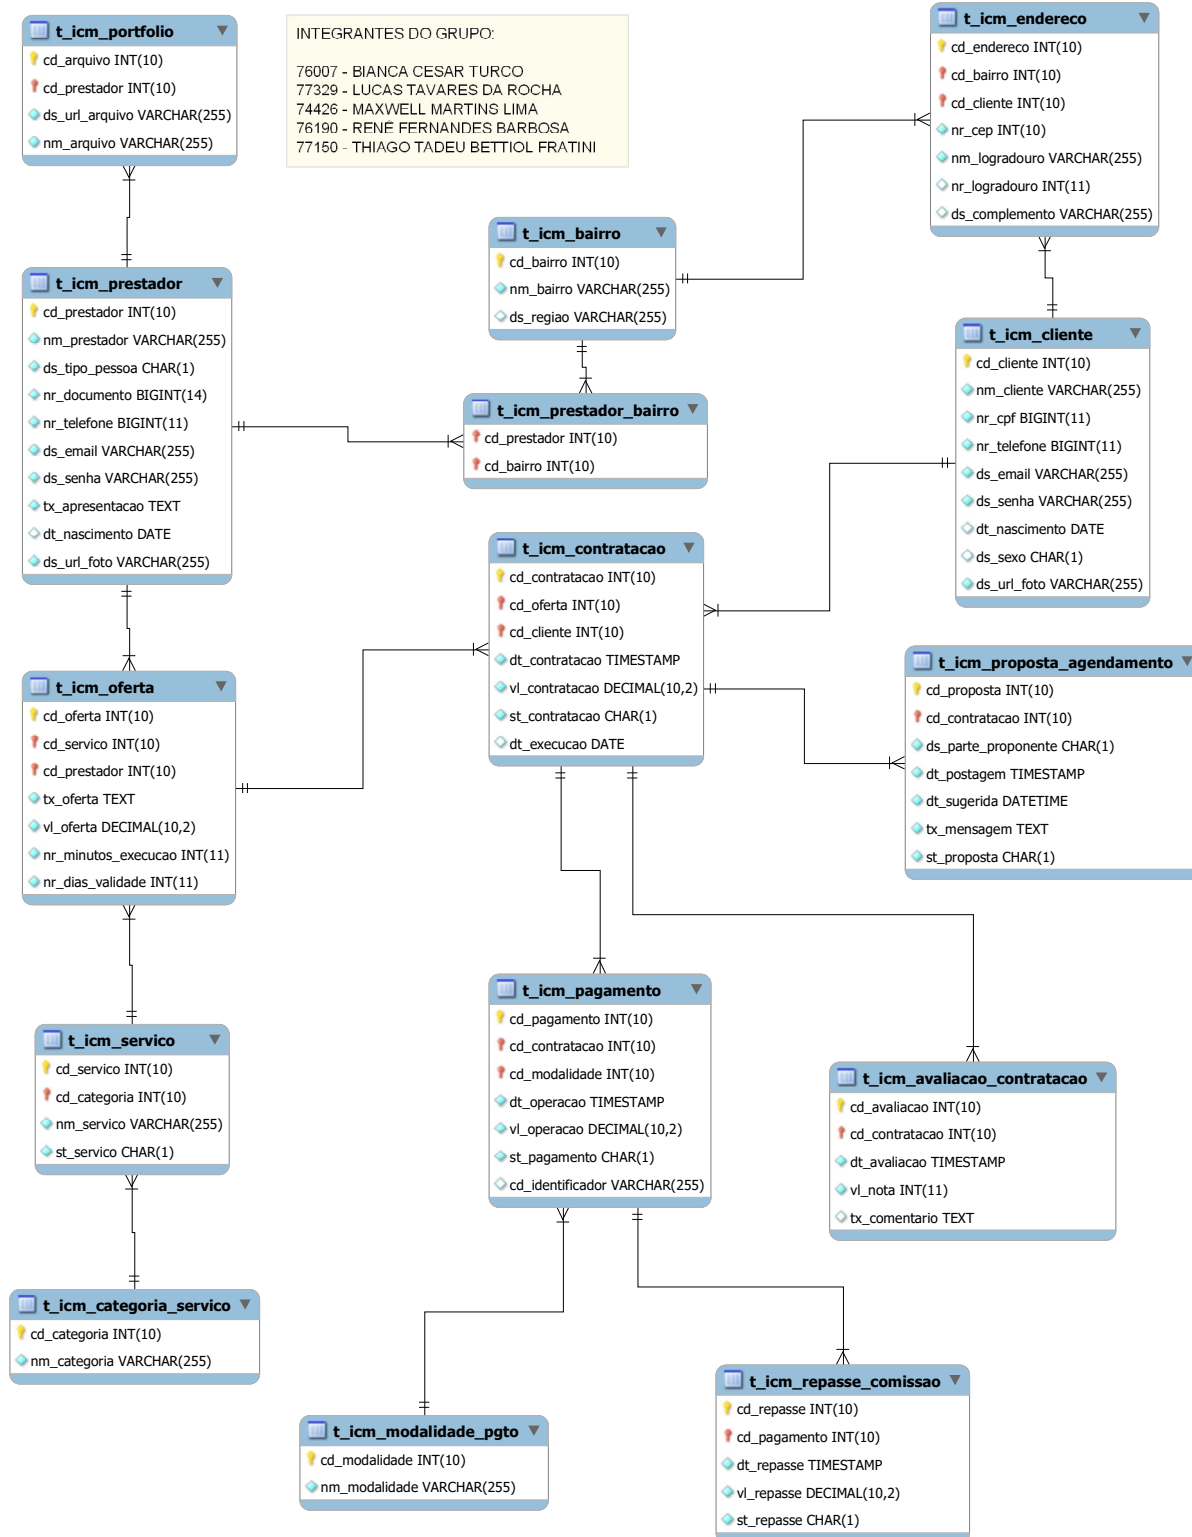 t_icm_portfolio
cd_arquivo INT(10)
cd_prestador INT(10)
ds_url_arquivo VARCHAR(255)
nm_arquivo VARCHAR(255)
INTEGRANTES DO GRUPO:
76007 - BIANCA CESAR TURCO
77329 - LUCAS TAVARES DA ROCHA
74426 - MAXWELL MARTINS LIMA
76190 - RENÊ FERNANDES BARBOSA
77150 - THIAGO TADEU BETTIOL FRATINI
t_icm_endereco
cd_endereco INT(10)
cd_bairro INT(10)
cd_cliente INT(10)
nr_cep INT(10)
nm_logradouro VARCHAR(255)
nr_logradouro INT(11)
ds_complemento VARCHAR(255)
t_icm_bairro
cd_bairro INT(10)
nm_bairro VARCHAR(255)
ds_regiao VARCHAR(255)
t_icm_prestador
cd_prestador INT(10)
nm_prestador VARCHAR(255)
ds_tipo_pessoa CHAR(1)
nr_documento BIGINT(14)
nr_telefone BIGINT(11)
ds_email VARCHAR(255)
ds_senha VARCHAR(255)
tx_apresentacao TEXT
dt_nascimento DATE
ds_url_foto VARCHAR(255)
t_icm_cliente
cd_cliente INT(10)
nm_cliente VARCHAR(255)
nr_cpf BIGINT(11)
nr_telefone BIGINT(11)
ds_email VARCHAR(255)
ds_senha VARCHAR(255)
dt_nascimento DATE
ds_sexo CHAR(1)
ds_url_foto VARCHAR(255)
t_icm_prestador_bairro
cd_prestador INT(10)
cd_bairro INT(10)
t_icm_contratacao
cd_contratacao INT(10)
cd_oferta INT(10)
cd_cliente INT(10)
dt_contratacao TIMESTAMP
vl_contratacao DECIMAL(10,2)
st_contratacao CHAR(1)
dt_execucao DATE
t_icm_proposta_agendamento
cd_proposta INT(10)
cd_contratacao INT(10)
ds_parte_proponente CHAR(1)
dt_postagem TIMESTAMP
dt_sugerida DATETIME
tx_mensagem TEXT
st_proposta CHAR(1)
t_icm_oferta
cd_oferta INT(10)
cd_servico INT(10)
cd_prestador INT(10)
tx_oferta TEXT
vl_oferta DECIMAL(10,2)
nr_minutos_execucao INT(11)
nr_dias_validade INT(11)
t_icm_pagamento
cd_pagamento INT(10)
cd_contratacao INT(10)
cd_modalidade INT(10)
dt_operacao TIMESTAMP
vl_operacao DECIMAL(10,2)
st_pagamento CHAR(1)
cd_identificador VARCHAR(255)
t_icm_servico
cd_servico INT(10)
cd_categoria INT(10)
nm_servico VARCHAR(255)
st_servico CHAR(1)
t_icm_avaliacao_contratacao
cd_avaliacao INT(10)
cd_contratacao INT(10)
dt_avaliacao TIMESTAMP
vl_nota INT(11)
tx_comentario TEXT
t_icm_categoria_servico
cd_categoria INT(10)
nm_categoria VARCHAR(255)
t_icm_modalidade_pgto
cd_modalidade INT(10)
nm_modalidade VARCHAR(255)
t_icm_repasse_comissao
cd_repasse INT(10)
cd_pagamento INT(10)
dt_repasse TIMESTAMP
vl_repasse DECIMAL(10,2)
st_repasse CHAR(1)